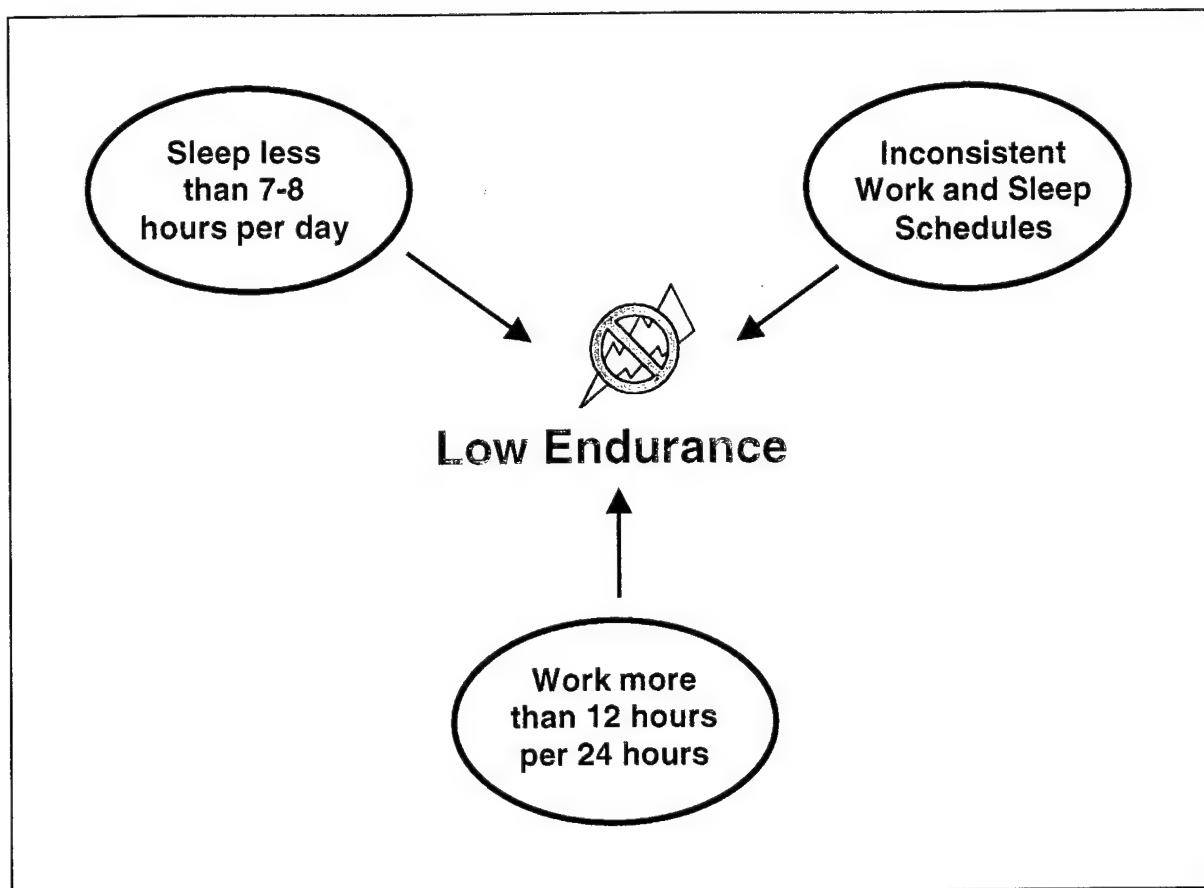 Sleep less
than 7-8
hours per day
Inconsistent
Work and Sleep
Schedules
Low Endurance
Work more
than 12 hours
per 24 hours